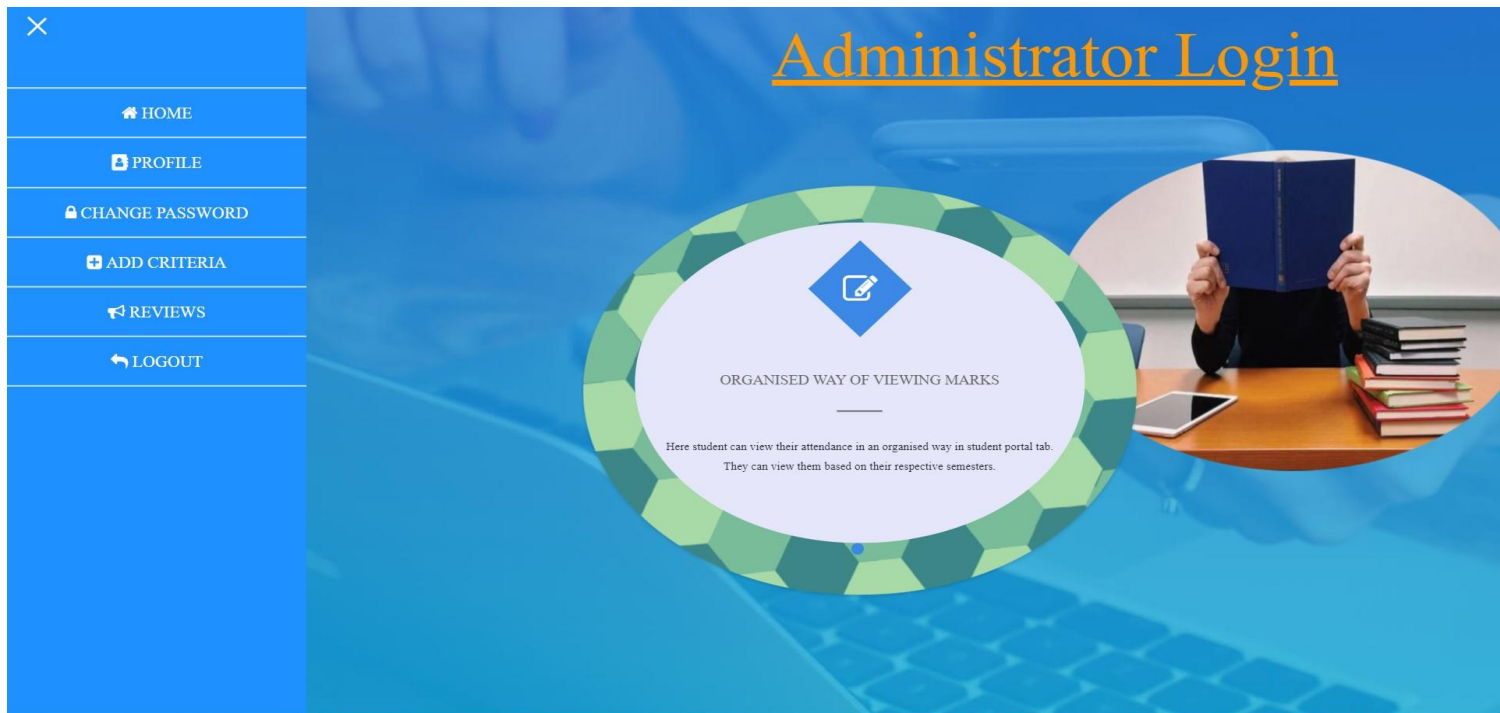 Administrator Login
HOME
PROFILE
CHANGE PASSWORD
ADD CRITERIA
REVIEWS
LOGOUT
ORGANISED WAY OF VIEWING MARKS
Here student can view their attendance in an organised way in student portal tab.
They can view them based on their respective semesters.